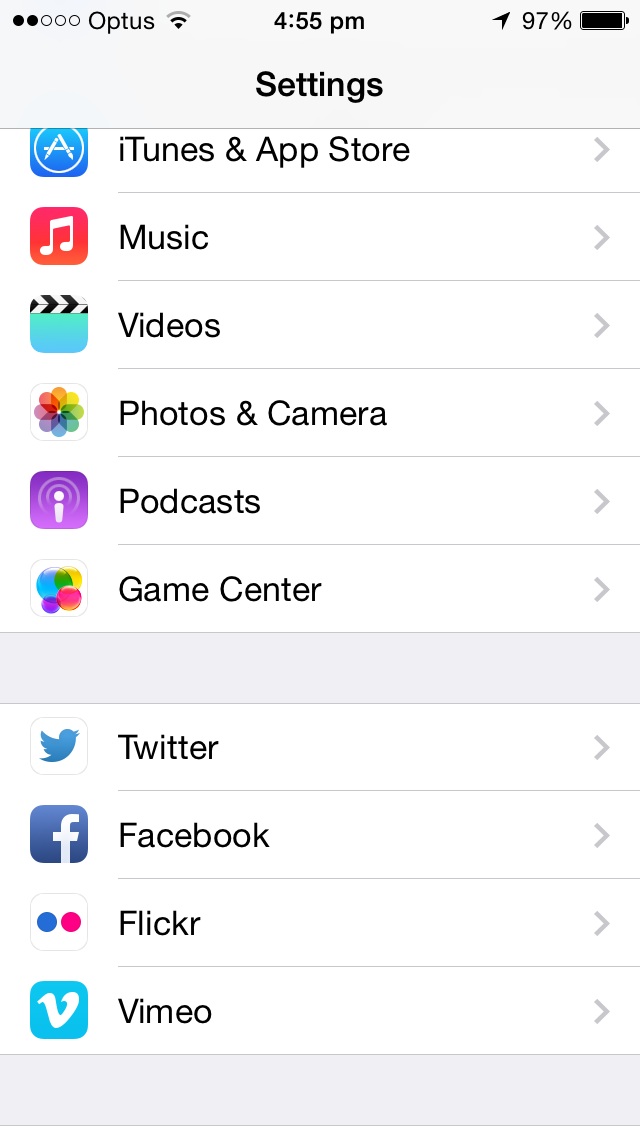 Optus 4:55 pm 97%
Settings
iTunes & App Store
Music
Videos
Photos & Camera
Podcasts
Game Center
Twitter
Facebook
Flickr
Vimeo